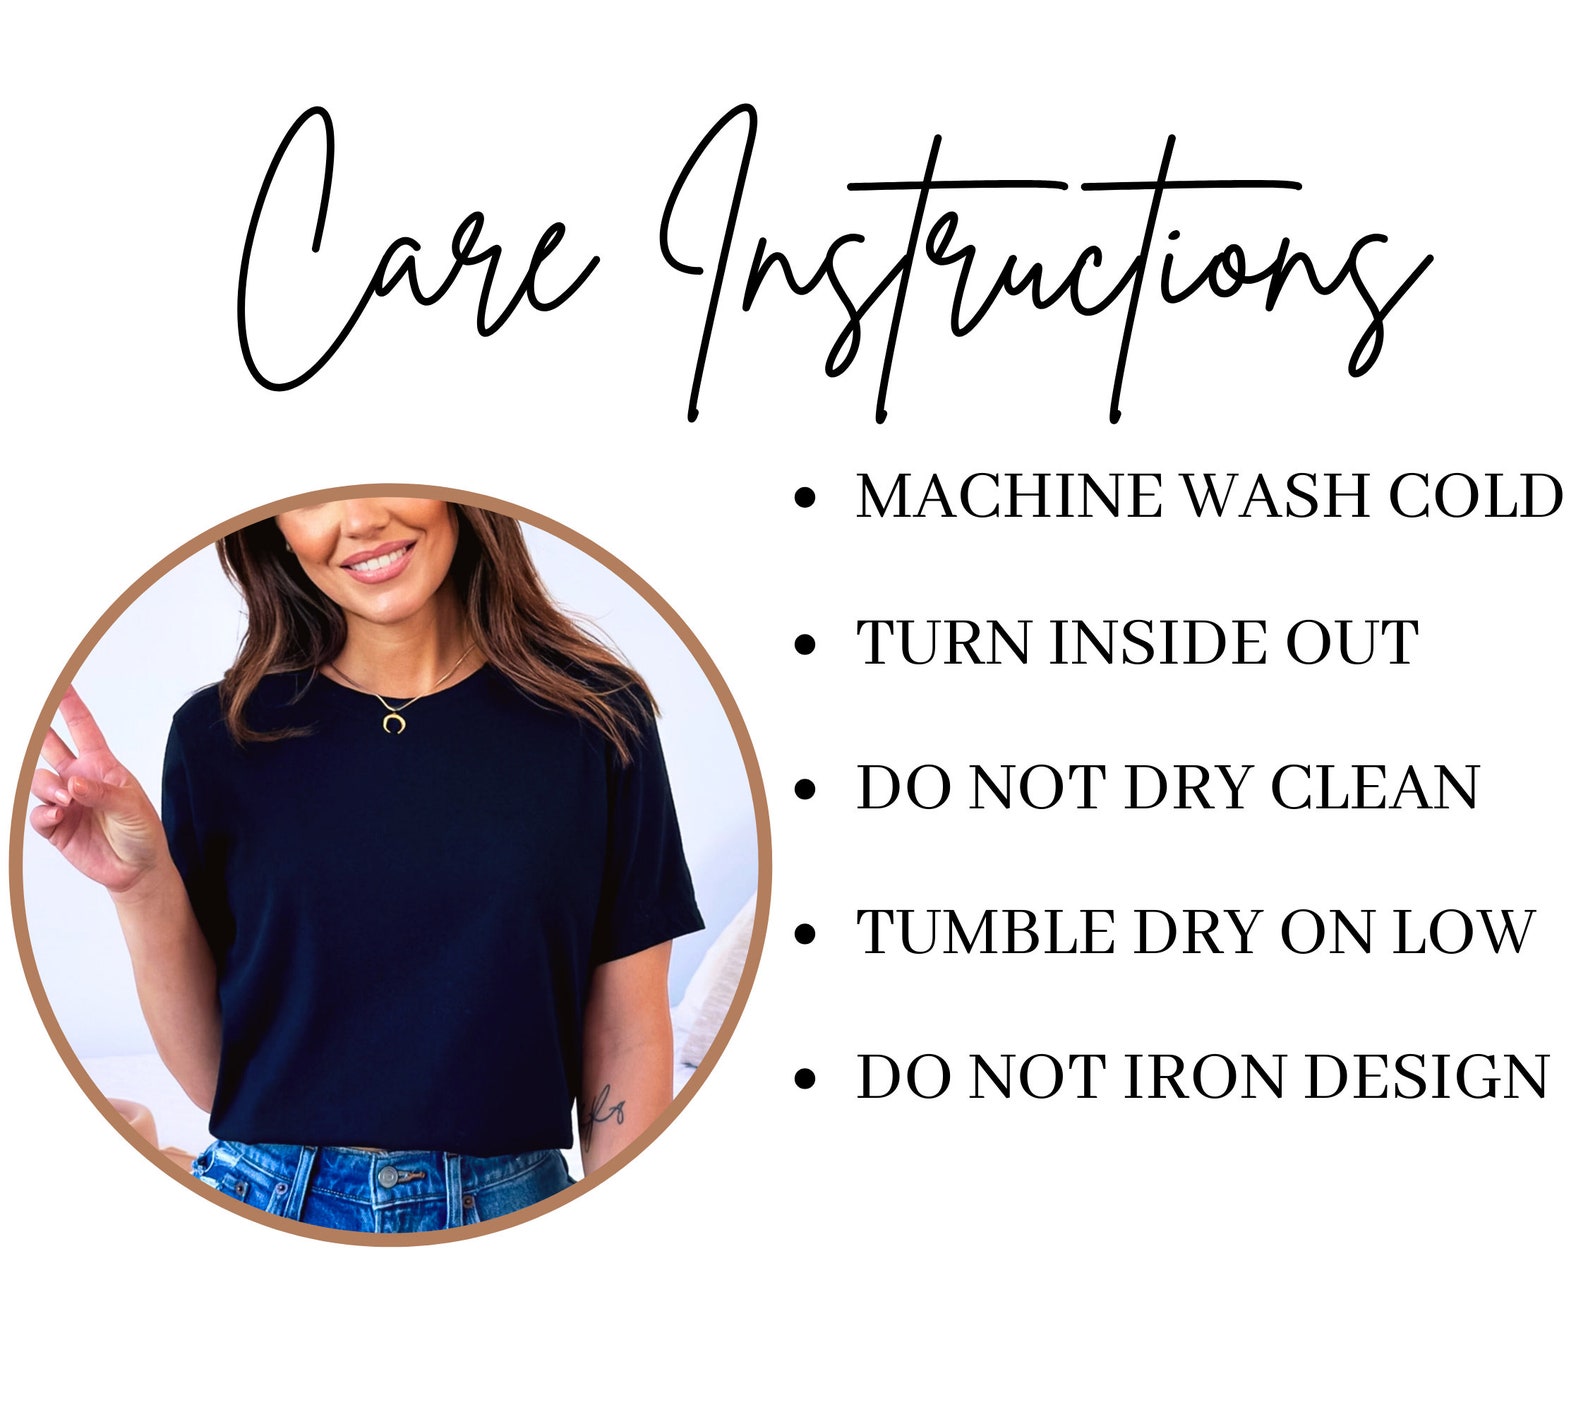 Care Instructions
• MACHINE WASH COLD
• TURN INSIDE OUT
• DO NOT DRY CLEAN
• TUMBLE DRY ON LOW
• DO NOT IRON DESIGN